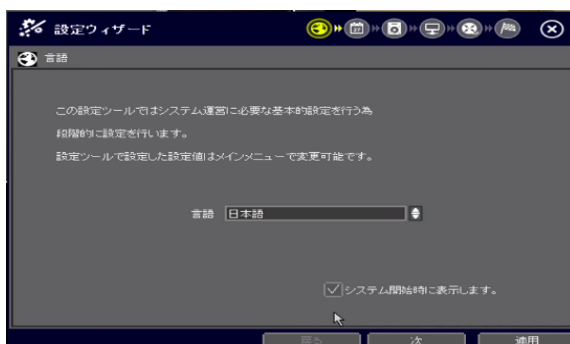 設定ウィザード
言語
この設定ツールではシステム運営に必要な基本的設定を行う為
段階的に設定を行います。
設定ツールで設定した設定値はメインメニューで変更可能です。
言語 日本語
システム開始時に表示します。
戻る 次 適用